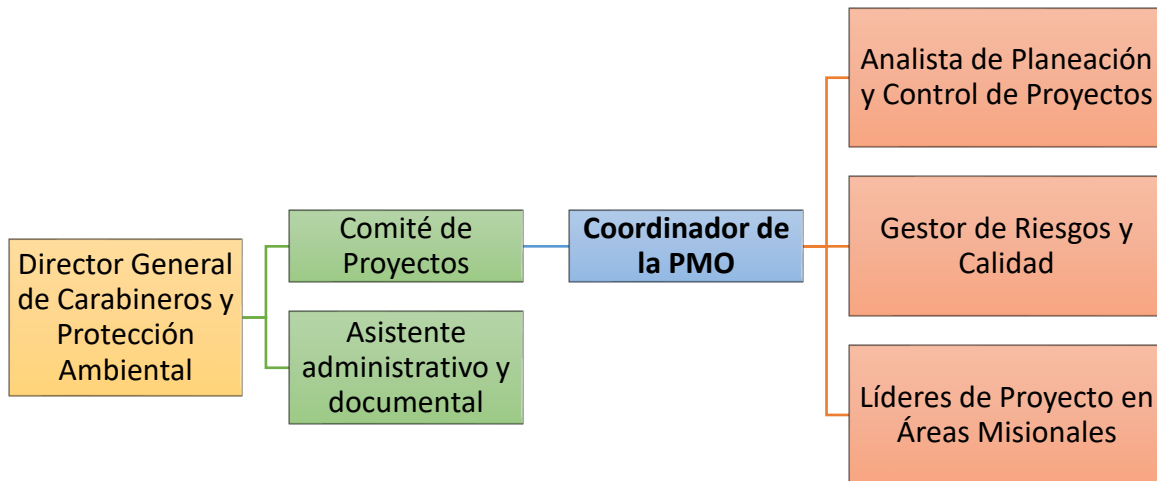 Director General
de Carabineros y
Protección
Ambiental
Comité de
Proyectos
Asistente
administrativo y
documental
Coordinador de
la PMO
Analista de Planeación
y Control de Proyectos
Gestor de Riesgos y
Calidad
Líderes de Proyecto en
Áreas Misionales